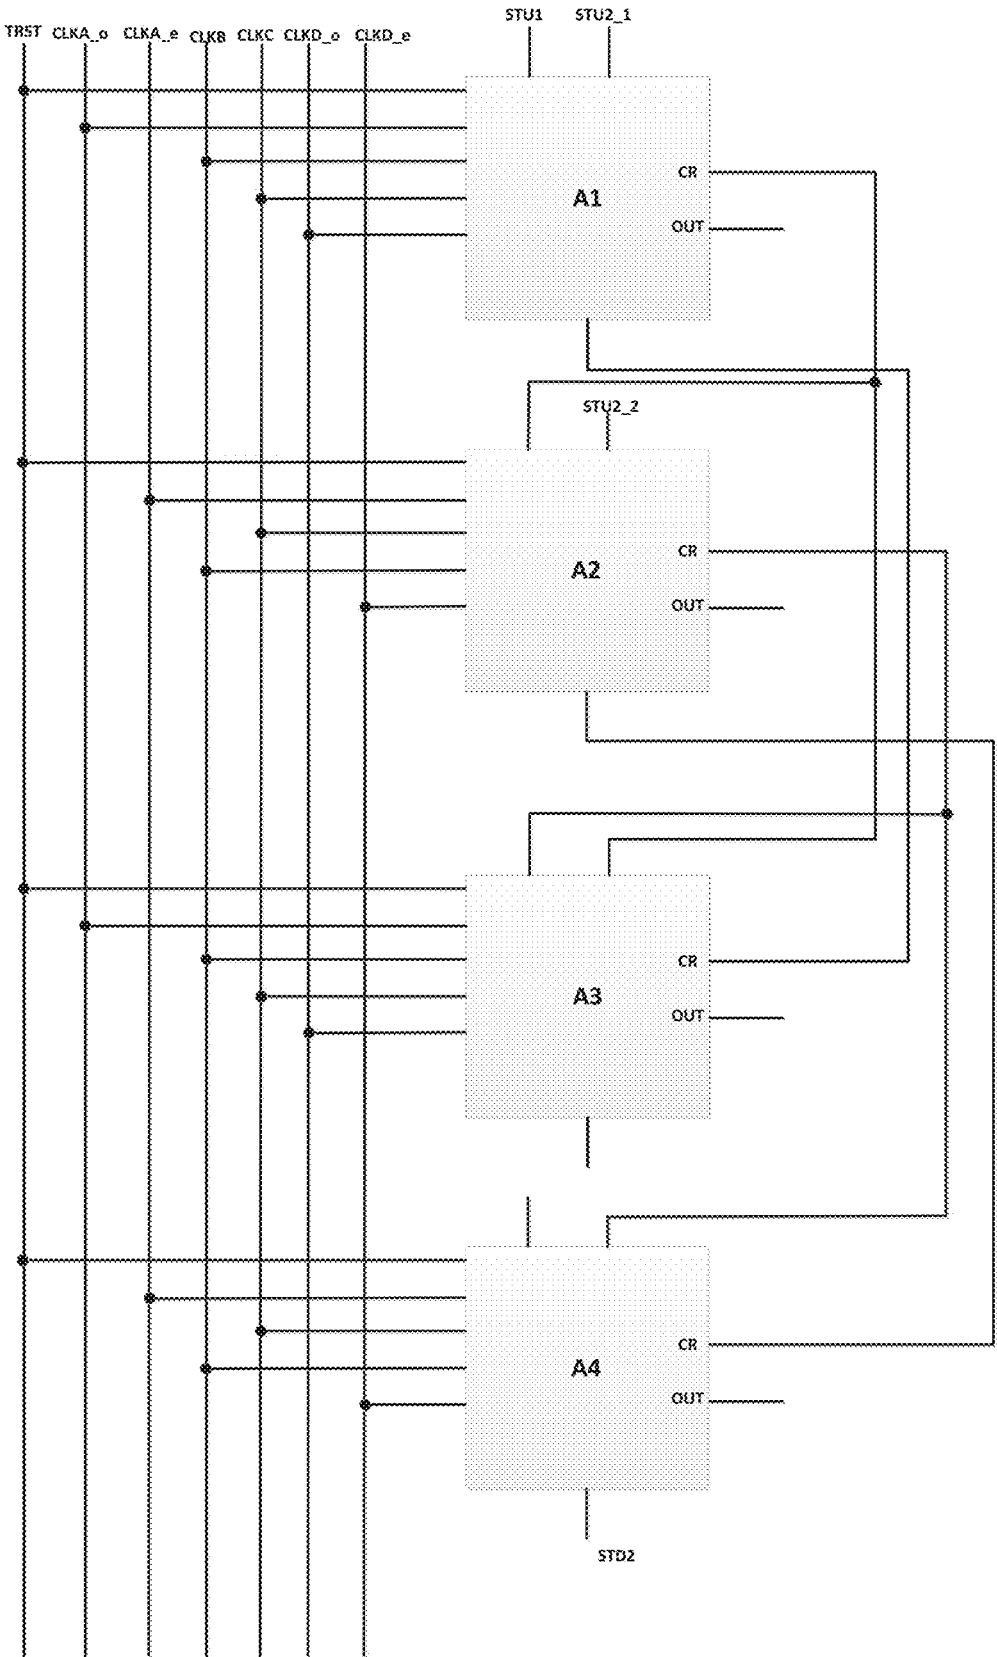 STU1 STU2_1
TRST CLKA_o CLKA_e CLKB CLKC CLKD_o CLKD_e
CR
A1
OUT
STU2_2
CR
A2
OUT
CR
A3
OUT
CR
A4
OUT
STD2